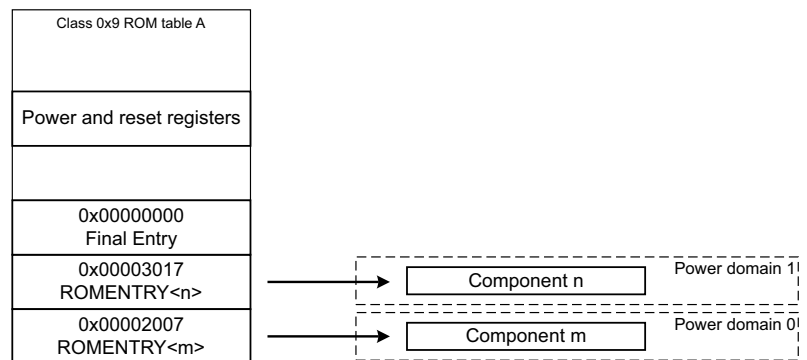 Class 0x9 ROM table A
Power and reset registers
0x00000000
Final Entry
0x00003017
ROMENTRY<n>
Component n
Power domain 1
0x00002007
ROMENTRY<m>
Component m
Power domain 0